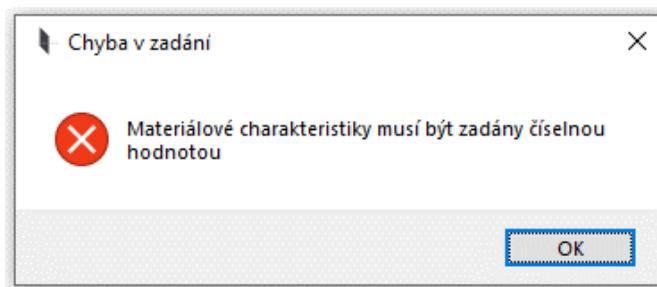 Chyba v zadání
Materiálové charakteristiky musí být zadány číselnou
hodnotou
OK